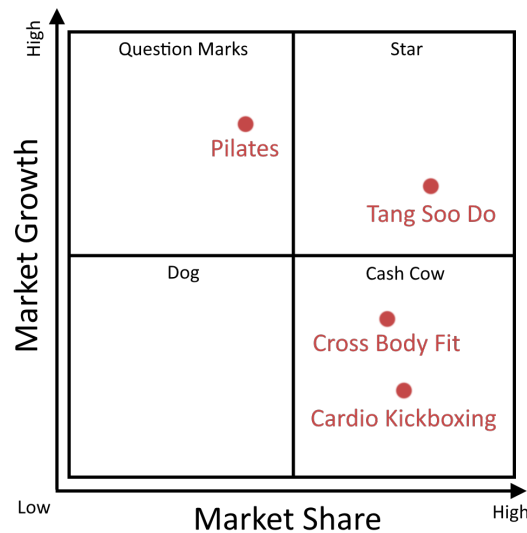 High
Question Marks
Star
Pilates
Tang Soo Do
Market Growth
Dog
Cash Cow
Cross Body Fit
Cardio Kickboxing
Low
Market Share
High